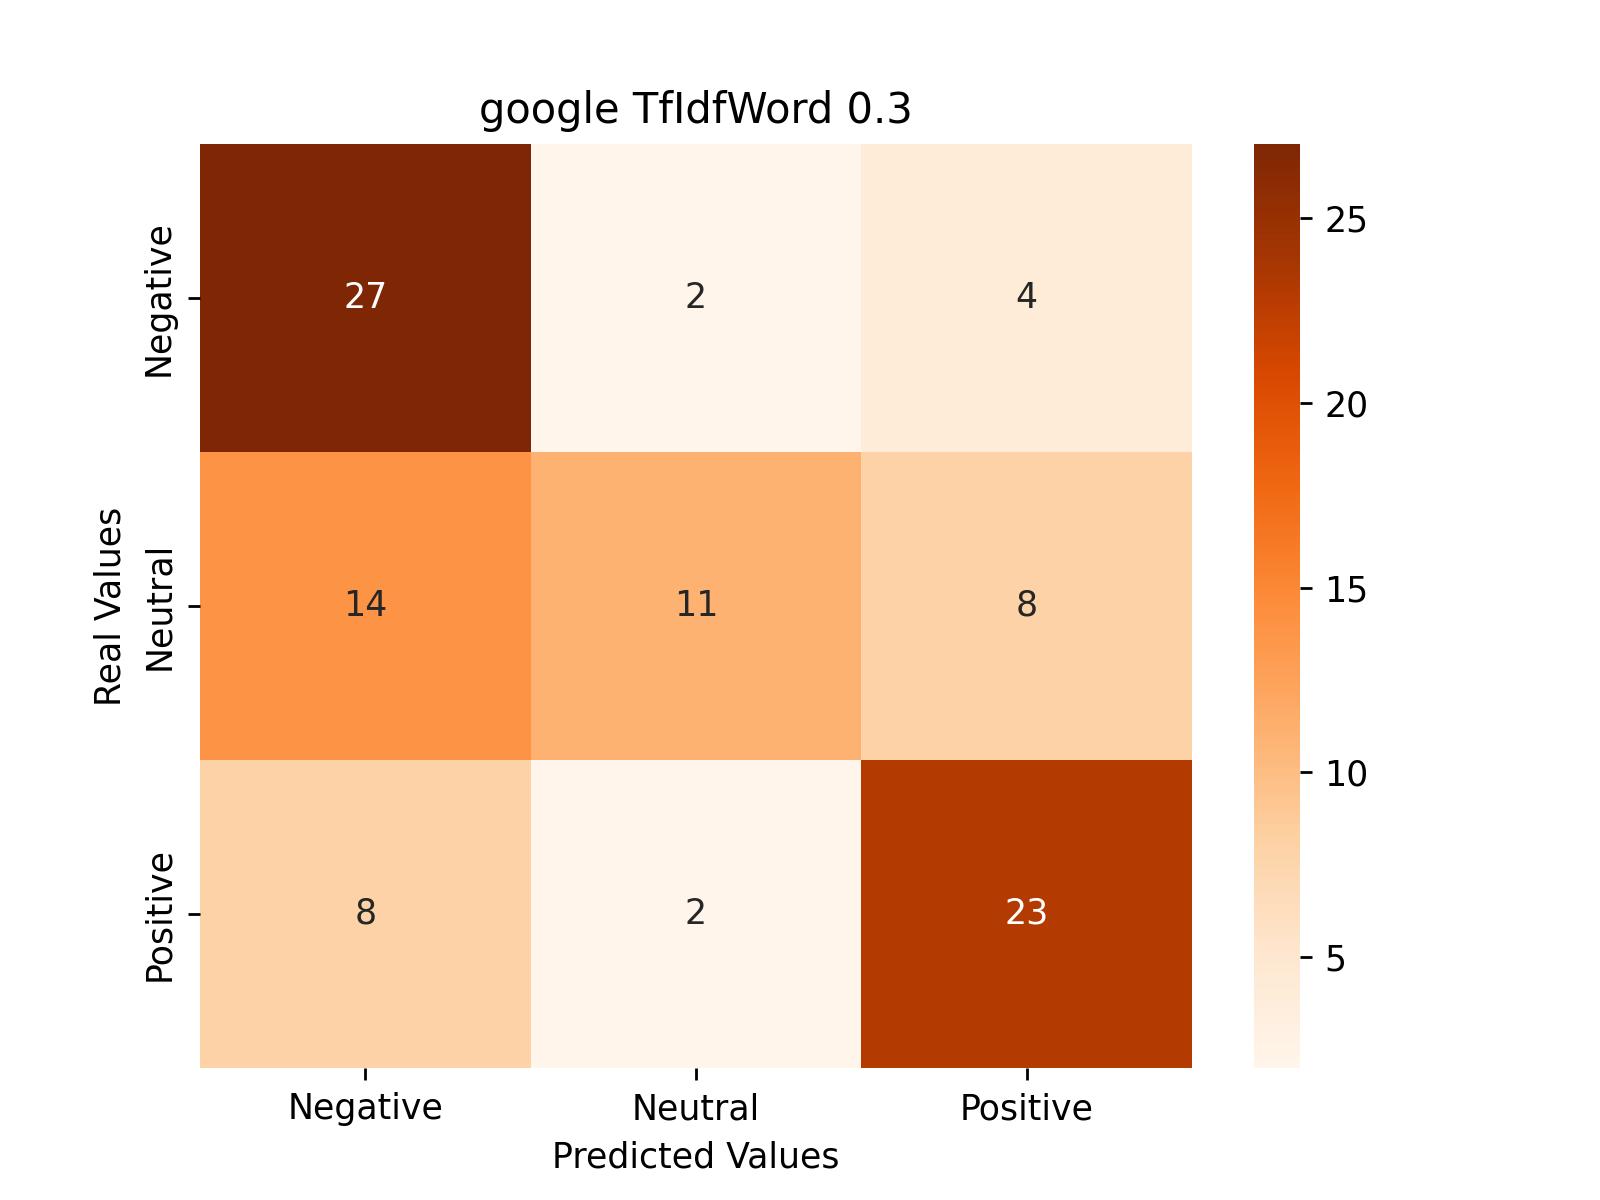 google TfIdfWord 0.3
Real Values
Negative
27 2 4
Neutral
14 11 8
Positive
8 2 23
Negative Neutral Positive
Predicted Values
25
20
15
10
5